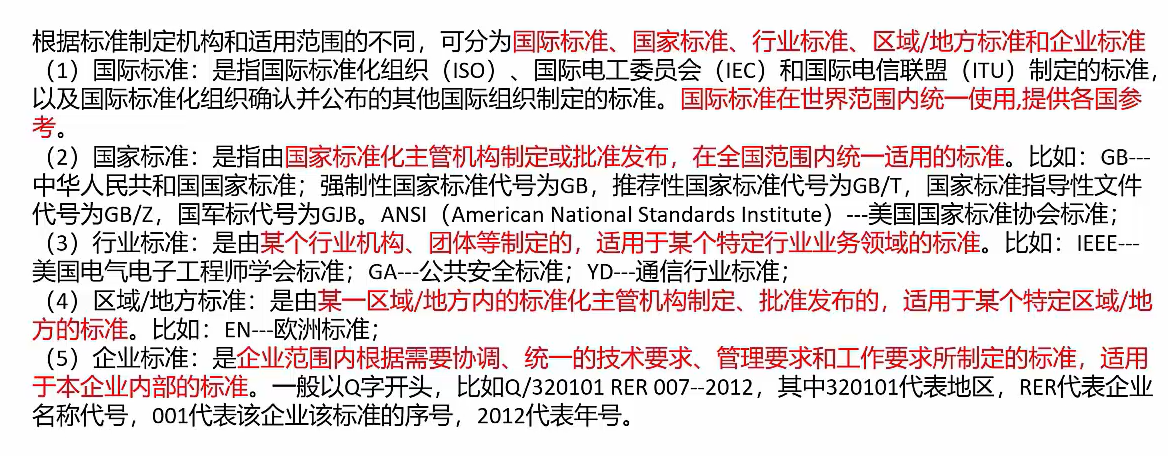 根据标准制定机构和适用范围的不同，可分为国际标准、国家标准、行业标准、区域/地方标准和企业标准
（1）国际标准：是指国际标准化组织（ISO）、国际电工委员会（IEC）和国际电信联盟（ITU）制定的标准，
以及国际标准化组织确认并公布的其他国际组织制定的标准。国际标准在世界范围内统一使用,提供各国参
考。
（2）国家标准：是指由国家标准化主管机构制定或批准发布，在全国范围内统一适用的标准。比如：GB---
中华人民共和国国家标准；强制性国家标准代号为GB，推荐性国家标准代号为GB/T，国家标准指导性文件
代号为GB/Z，国军标代号为GJB。ANSI（American National Standards Institute）---美国国家标准协会标准；
（3）行业标准：是由某个行业机构、团体等制定的，适用于某个特定行业业务领域的标准。比如：IEEE---
美国电气电子工程师学会标准；GA---公共安全标准；YD---通信行业标准；
（4）区域/地方标准：是由某一区域/地方内的标准化主管机构制定、批准发布的，适用于某个特定区域/地
方的标准。比如：EN---欧洲标准；
（5）企业标准：是企业范围内根据需要协调、统一的技术要求、管理要求和工作要求所制定的标准，适用
于本企业内部的标准。一般以Q字开头，比如Q/320101 RER 007--2012，其中320101代表地区，RER代表企业
名称代号，001代表该企业该标准的序号，2012代表年号。